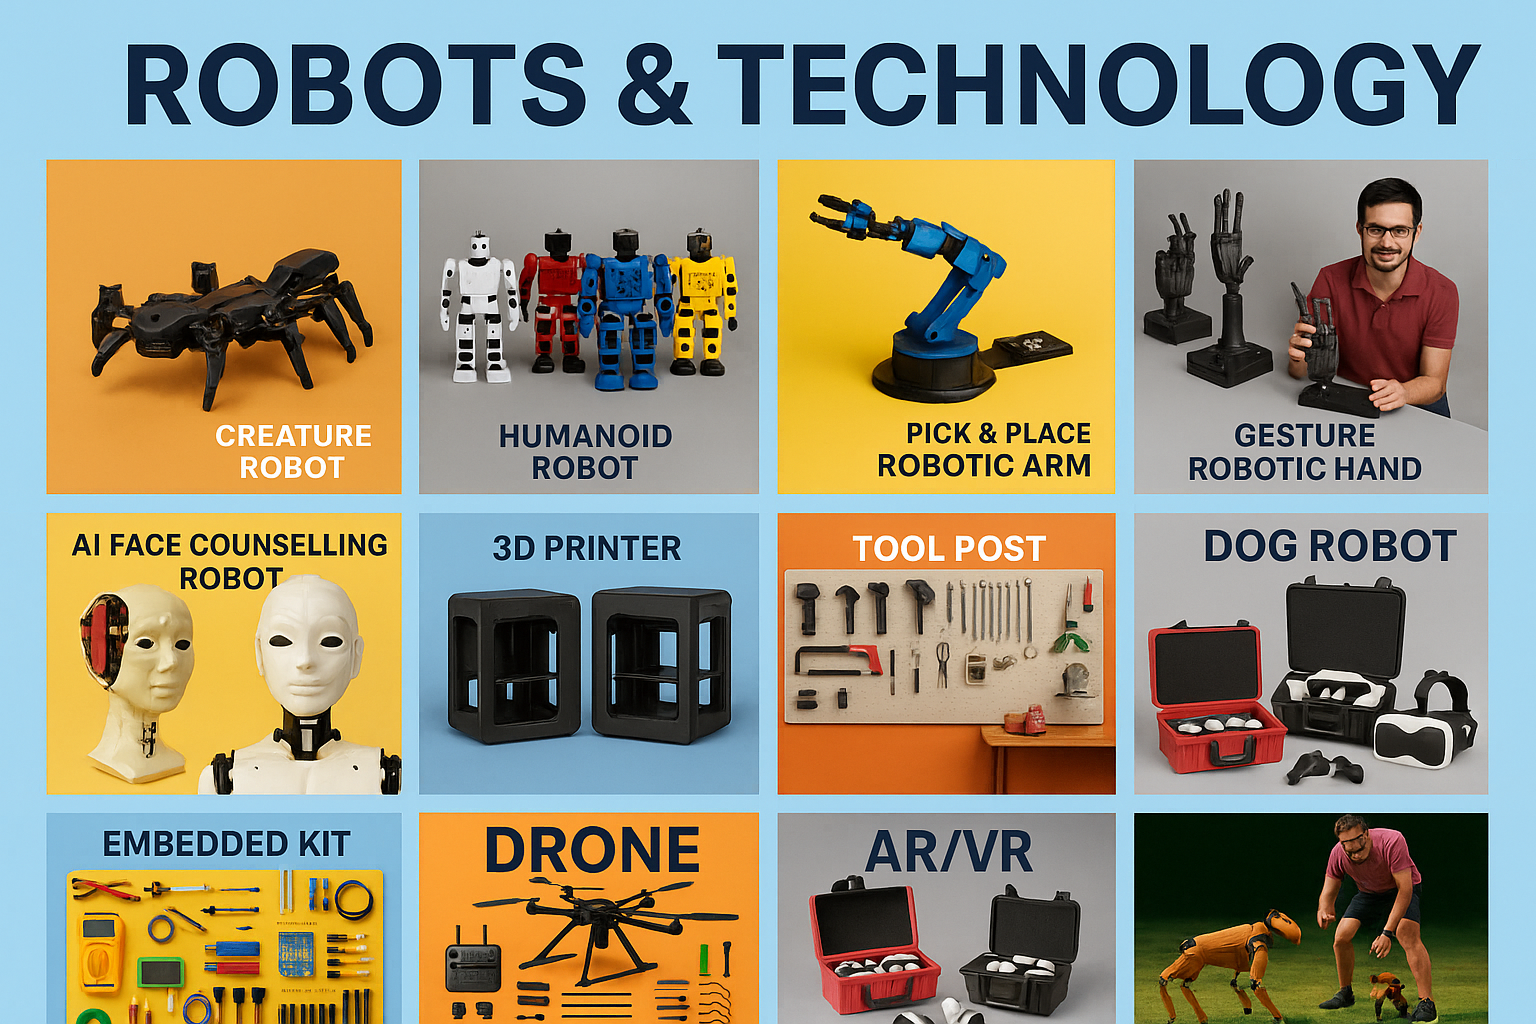 ROBOTS & TECHNOLOGY
CREATURE
ROBOT
HUMANOID
ROBOT
PICK & PLACE
ROBOTIC ARM
GESTURE
ROBOTIC HAND
AI FACE COUNSELLING
ROBOT
3D PRINTER
TOOL POST
DOG ROBOT
EMBEDDED KIT
DRONE
AR/VR